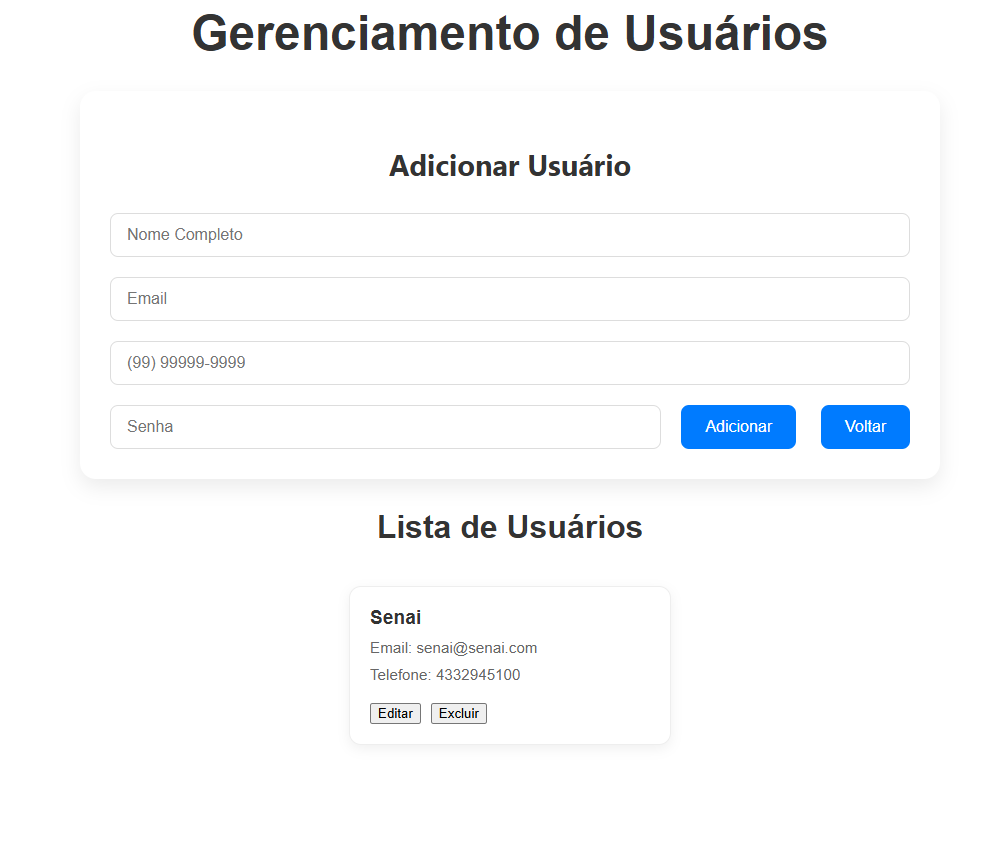 Gerenciamento de Usuários
Adicionar Usuário
Nome Completo
Email
(99) 99999-9999
Senha Adicionar Voltar
Lista de Usuários
Senai
Email: senai@senai.com
Telefone: 4332945100
Editar Excluir